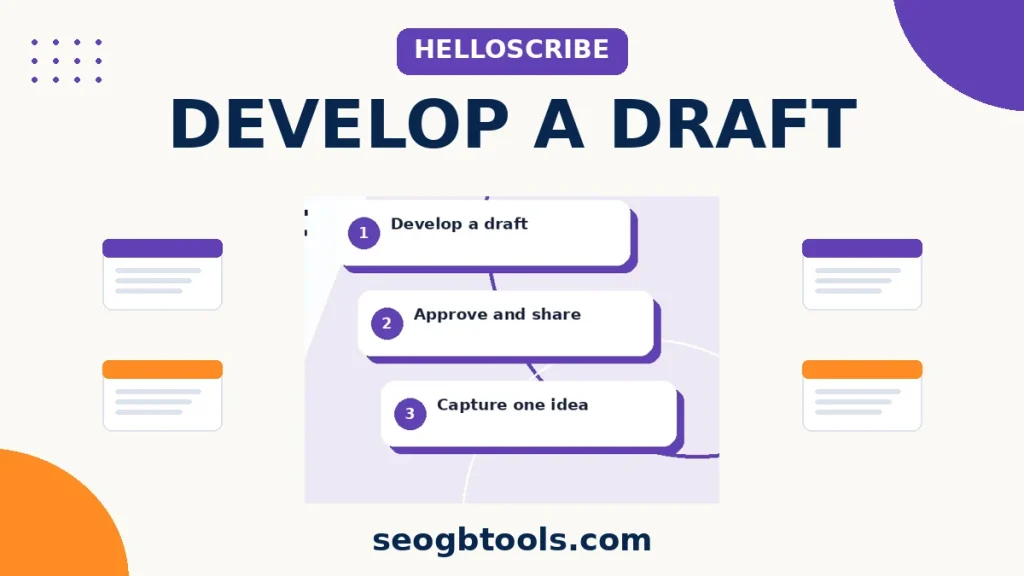 HELLOSCRIBE
DEVELOP A DRAFT
1 Develop a draft
2 Approve and share
3 Capture one idea
seogbtools.com